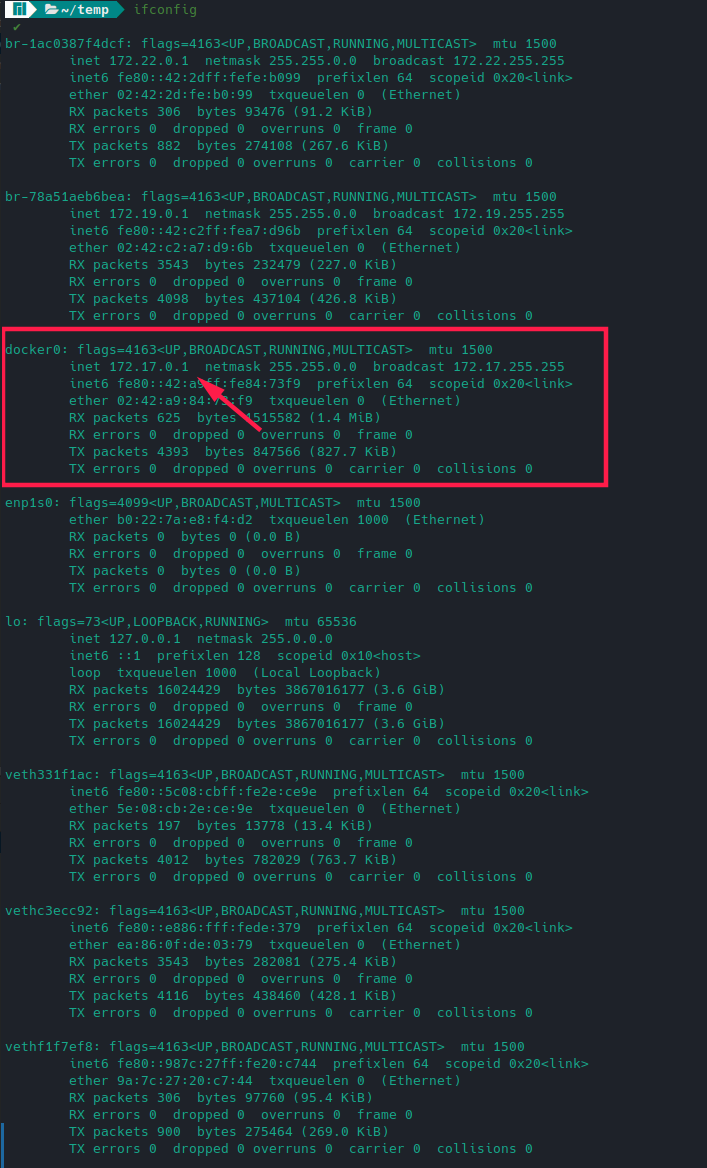 ~/temp ifconfig
✔
br-1ac0387f4dcf: flags=4163<UP,BROADCAST,RUNNING,MULTICAST>  mtu 1500
        inet 172.22.0.1  netmask 255.255.0.0  broadcast 172.22.255.255
        inet6 fe80::42:2dff:fefe:b099  prefixlen 64  scopeid 0x20<link>
        ether 02:42:2d:fe:b0:99  txqueuelen 0  (Ethernet)
        RX packets 306  bytes 93476 (91.2 KiB)
        RX errors 0  dropped 0  overruns 0  frame 0
        TX packets 882  bytes 274108 (267.6 KiB)
        TX errors 0  dropped 0 overruns 0  carrier 0  collisions 0

br-78a51aeb6bea: flags=4163<UP,BROADCAST,RUNNING,MULTICAST>  mtu 1500
        inet 172.19.0.1  netmask 255.255.0.0  broadcast 172.19.255.255
        inet6 fe80::42:c2ff:fea7:d96b  prefixlen 64  scopeid 0x20<link>
        ether 02:42:c2:a7:d9:6b  txqueuelen 0  (Ethernet)
        RX packets 3543  bytes 232479 (227.0 KiB)
        RX errors 0  dropped 0  overruns 0  frame 0
        TX packets 4098  bytes 437104 (426.8 KiB)
        TX errors 0  dropped 0 overruns 0  carrier 0  collisions 0

docker0: flags=4163<UP,BROADCAST,RUNNING,MULTICAST>  mtu 1500
        inet 172.17.0.1  netmask 255.255.0.0  broadcast 172.17.255.255
        inet6 fe80::42:a9ff:fe84:73f9  prefixlen 64  scopeid 0x20<link>
        ether 02:42:a9:84:73:f9  txqueuelen 0  (Ethernet)
        RX packets 625  bytes 1515582 (1.4 MiB)
        RX errors 0  dropped 0  overruns 0  frame 0
        TX packets 4393  bytes 847566 (827.7 KiB)
        TX errors 0  dropped 0 overruns 0  carrier 0  collisions 0

enp1s0: flags=4099<UP,BROADCAST,MULTICAST>  mtu 1500
        ether b0:22:7a:e8:f4:d2  txqueuelen 1000  (Ethernet)
        RX packets 0  bytes 0 (0.0 B)
        RX errors 0  dropped 0  overruns 0  frame 0
        TX packets 0  bytes 0 (0.0 B)
        TX errors 0  dropped 0 overruns 0  carrier 0  collisions 0

lo: flags=73<UP,LOOPBACK,RUNNING>  mtu 65536
        inet 127.0.0.1  netmask 255.0.0.0
        inet6 ::1  prefixlen 128  scopeid 0x10<host>
        loop  txqueuelen 1000  (Local Loopback)
        RX packets 16024429  bytes 3867016177 (3.6 GiB)
        RX errors 0  dropped 0  overruns 0  frame 0
        TX packets 16024429  bytes 3867016177 (3.6 GiB)
        TX errors 0  dropped 0 overruns 0  carrier 0  collisions 0

veth331f1ac: flags=4163<UP,BROADCAST,RUNNING,MULTICAST>  mtu 1500
        inet6 fe80::5c08:cbff:fe2e:ce9e  prefixlen 64  scopeid 0x20<link>
        ether 5e:08:cb:2e:ce:9e  txqueuelen 0  (Ethernet)
        RX packets 197  bytes 13778 (13.4 KiB)
        RX errors 0  dropped 0  overruns 0  frame 0
        TX packets 4012  bytes 782029 (763.7 KiB)
        TX errors 0  dropped 0 overruns 0  carrier 0  collisions 0

vethc3ecc92: flags=4163<UP,BROADCAST,RUNNING,MULTICAST>  mtu 1500
        inet6 fe80::e886:fff:fede:379  prefixlen 64  scopeid 0x20<link>
        ether ea:86:0f:de:03:79  txqueuelen 0  (Ethernet)
        RX packets 3543  bytes 282081 (275.4 KiB)
        RX errors 0  dropped 0  overruns 0  frame 0
        TX packets 4116  bytes 438460 (428.1 KiB)
        TX errors 0  dropped 0 overruns 0  carrier 0  collisions 0

vethf1f7ef8: flags=4163<UP,BROADCAST,RUNNING,MULTICAST>  mtu 1500
        inet6 fe80::987c:27ff:fe20:c744  prefixlen 64  scopeid 0x20<link>
        ether 9a:7c:27:20:c7:44  txqueuelen 0  (Ethernet)
        RX packets 306  bytes 97760 (95.4 KiB)
        RX errors 0  dropped 0  overruns 0  frame 0
        TX packets 900  bytes 275464 (269.0 KiB)
        TX errors 0  dropped 0 overruns 0  carrier 0  collisions 0